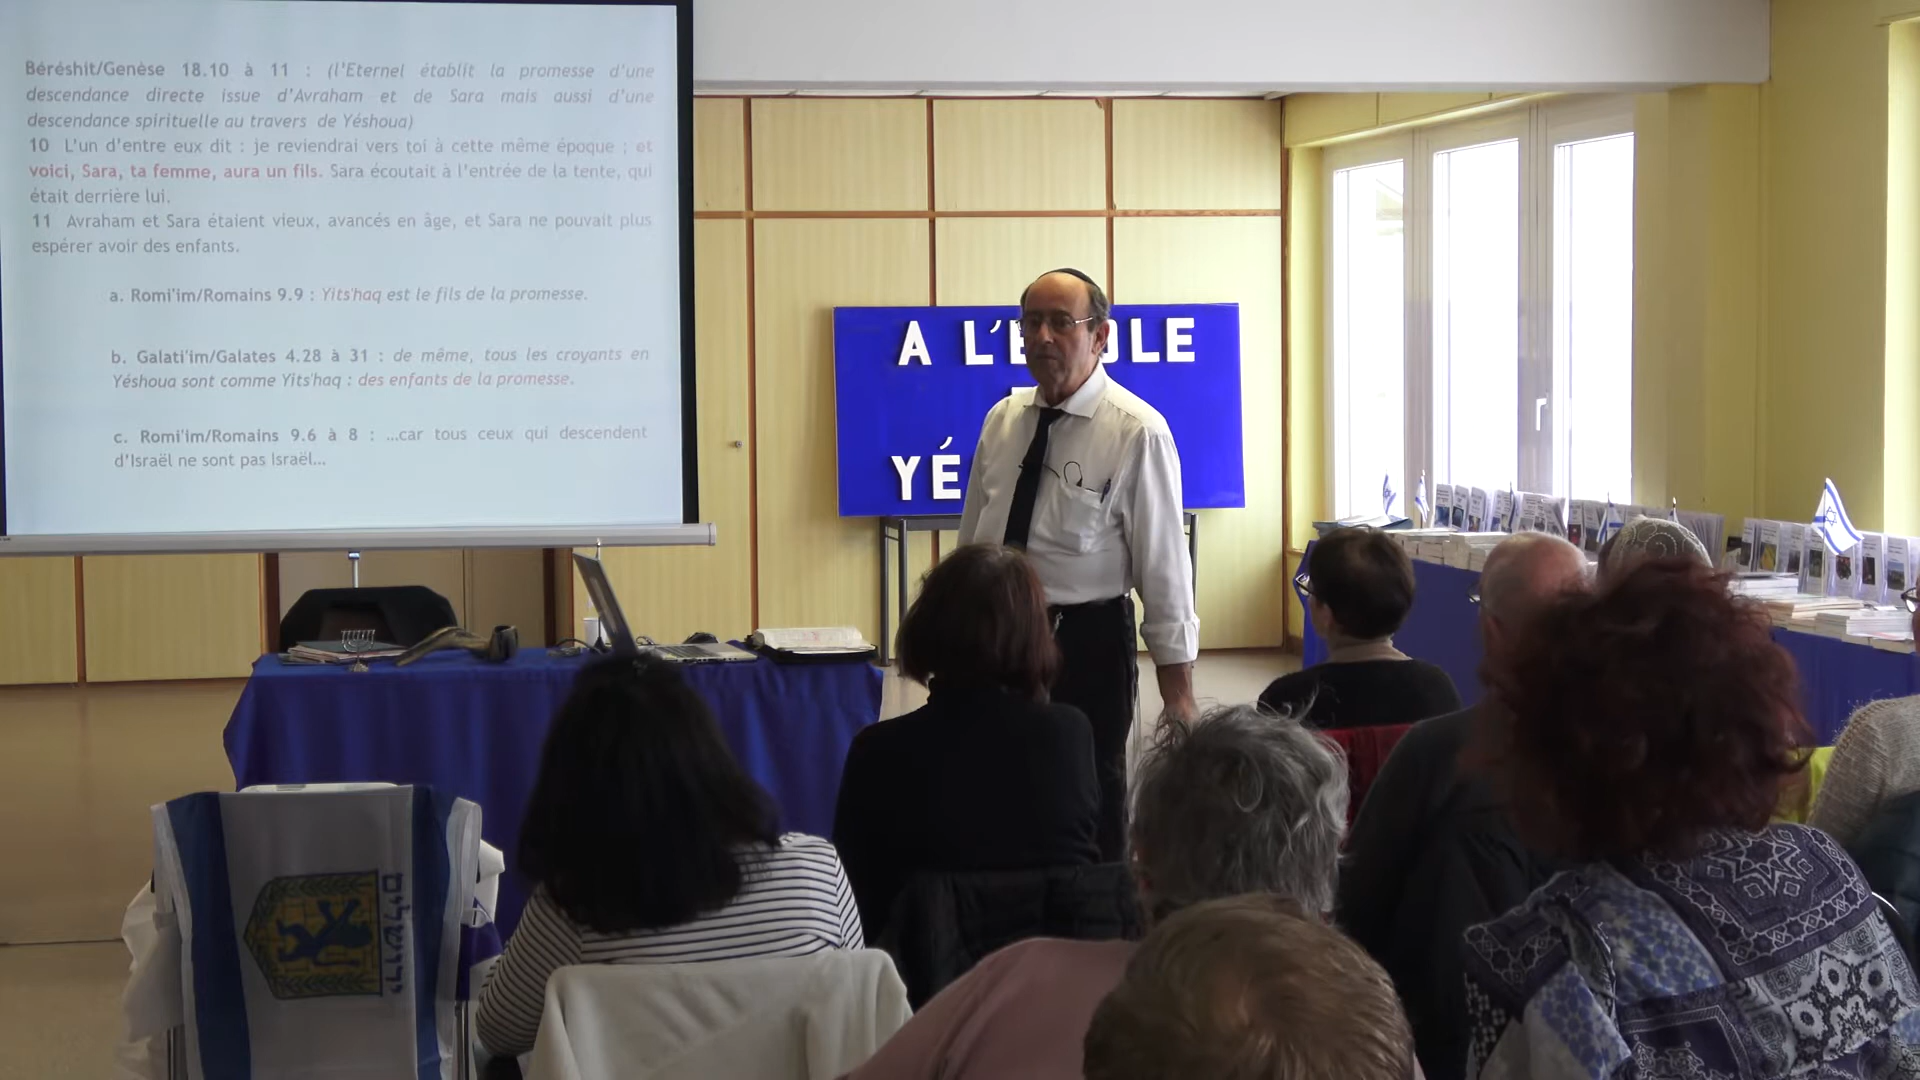 Béréshit/Genèse 18.10 à 11 : (l'Eternel établit la promesse d'une
descendance directe issue d'Avraham et de Sara mais aussi d'une
descendance spirituelle au travers de Yéshoua)
10 L'un d'entre eux dit : je reviendrai vers toi à cette même époque ; et
voici, Sara, ta femme, aura un fils. Sara écoutait à l'entrée de la tente, qui
était derrière lui.
11 Avraham et Sara étaient vieux, avancés en âge, et Sara ne pouvait plus
espérer avoir des enfants.
a. Romi'im/Romains 9.9 : Yits'haq est le fils de la promesse.
b. Galati'im/Galates 4.28 à 31 : de même, tous les croyants en
Yéshoua sont comme Yits'haq : des enfants de la promesse.
c. Romi'im/Romains 9.6 à 8 : …car tous ceux qui descendent
d'Israël ne sont pas Israël…
A L'É OLE
YÉ
ירושלים